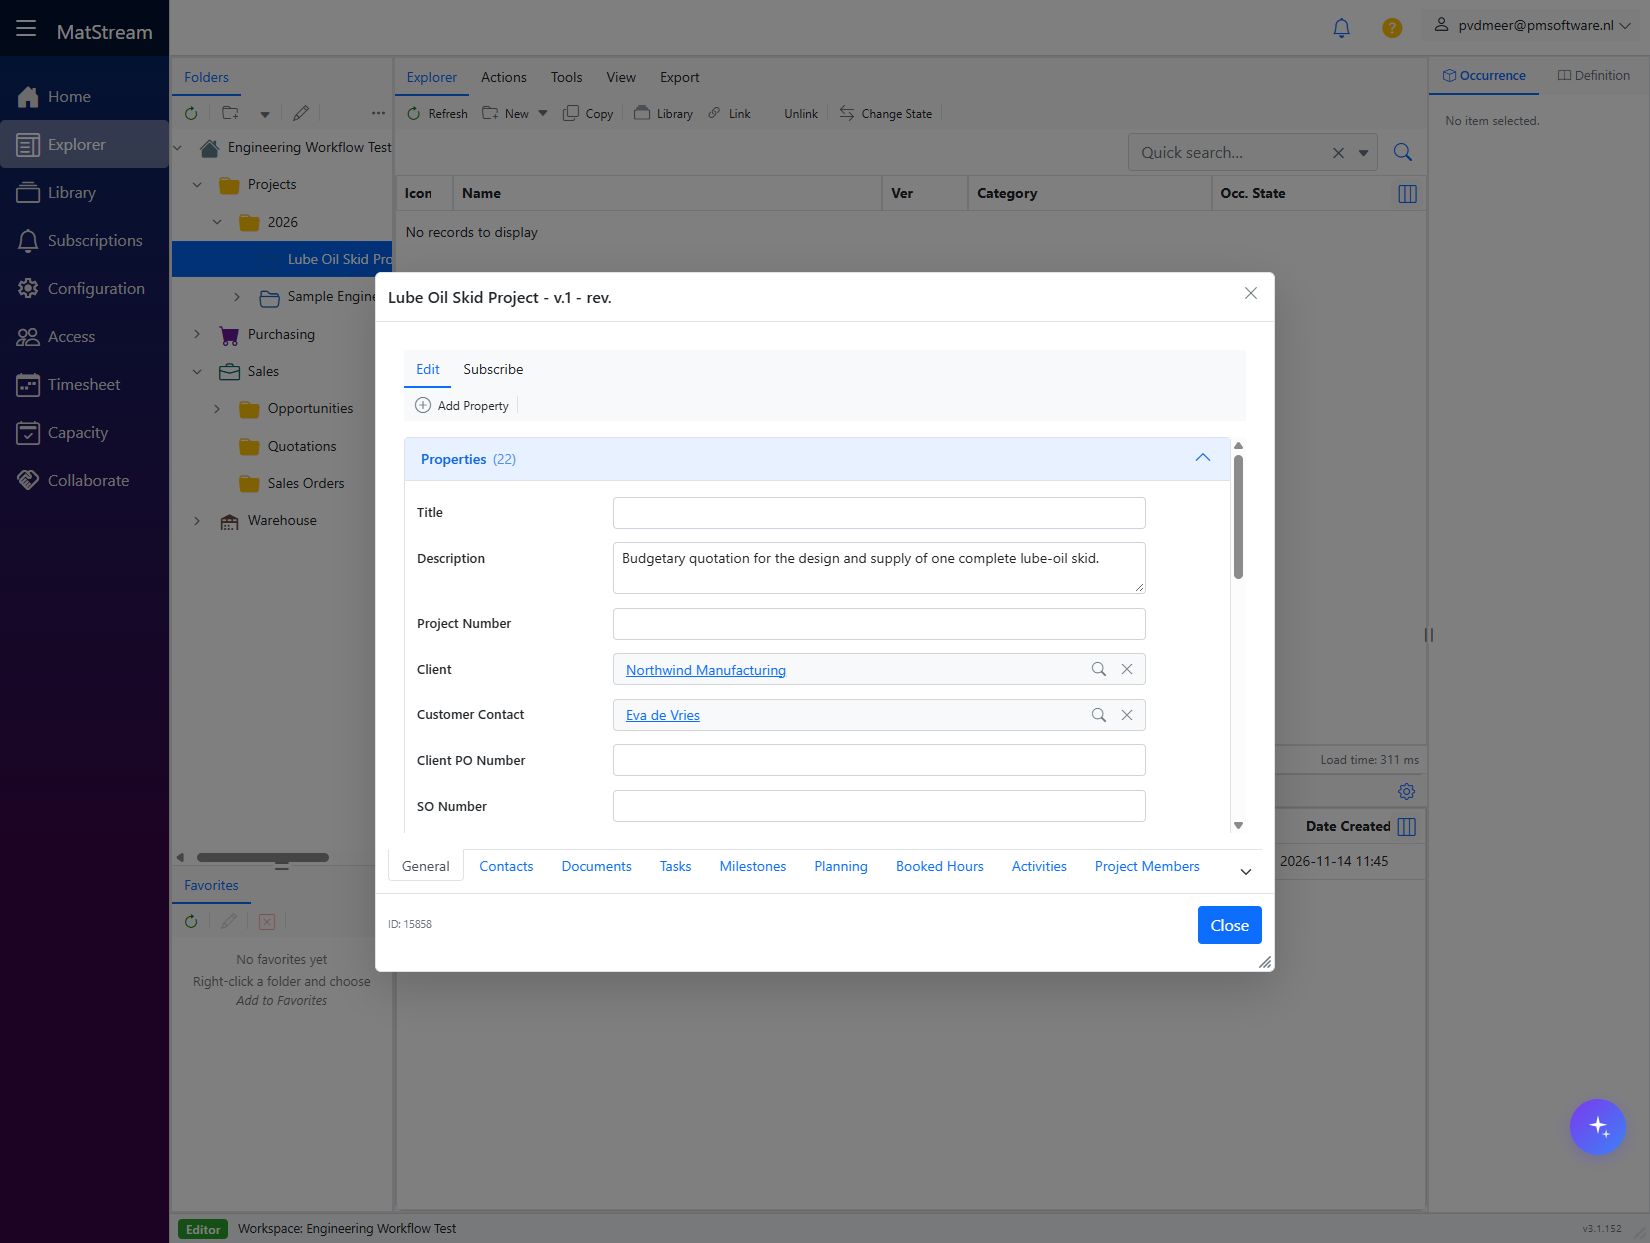 MatStream
pvdmeer@pmsoftware.nl
Home
Explorer
Library
Subscriptions
Configuration
Access
Timesheet
Capacity
Collaborate
Folders
Engineering Workflow Test
Projects
2026
Lube Oil Skid Pro
Sample Engine
Purchasing
Sales
Opportunities
Quotations
Sales Orders
Warehouse
Favorites
No favorites yet
Right-click a folder and choose
Add to Favorites
Explorer Actions Tools View Export
Refresh New Copy Library Link Unlink Change State
Quick search...
Icon Name Ver Category Occ. State
No records to display
Occurrence Definition
No item selected.
Load time: 311 ms
Date Created
2026-11-14 11:45
Lube Oil Skid Project - v.1 - rev.
Edit Subscribe
Add Property
Properties (22)
Title
Description Budgetary quotation for the design and supply of one complete lube-oil skid.
Project Number
Client Northwind Manufacturing
Customer Contact Eva de Vries
Client PO Number
SO Number
General Contacts Documents Tasks Milestones Planning Booked Hours Activities Project Members
ID: 15858
Close
Editor Workspace: Engineering Workflow Test
v3.1.152